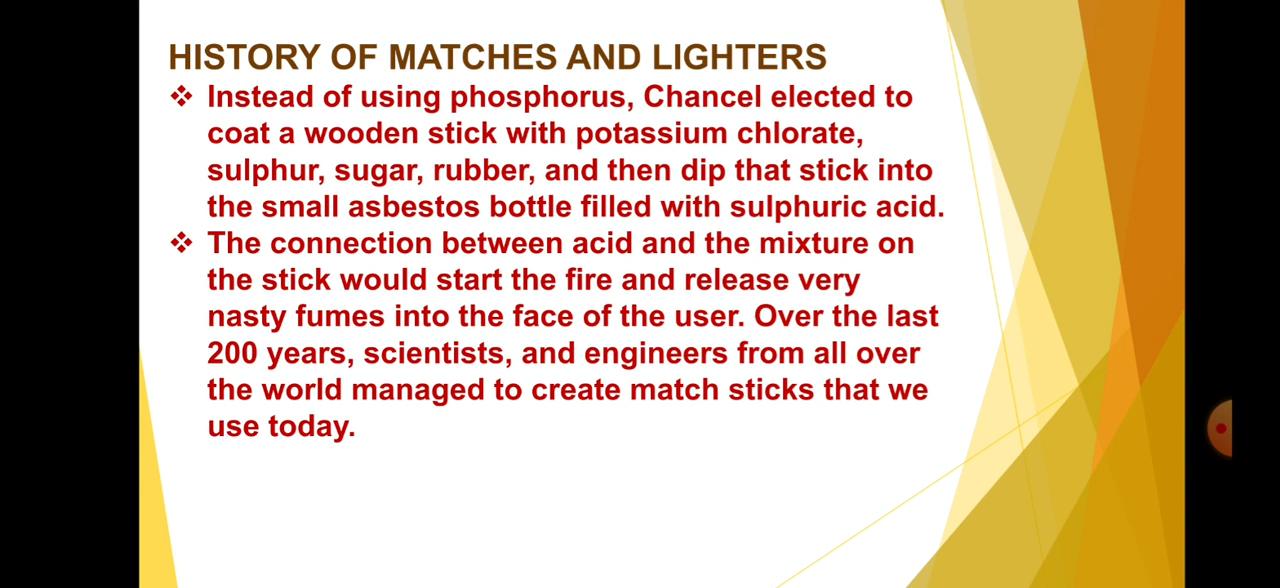 HISTORY OF MATCHES AND LIGHTERS
❖ Instead of using phosphorus, Chancel elected to
coat a wooden stick with potassium chlorate,
sulphur, sugar, rubber, and then dip that stick into
the small asbestos bottle filled with sulphuric acid.
❖ The connection between acid and the mixture on
the stick would start the fire and release very
nasty fumes into the face of the user. Over the last
200 years, scientists, and engineers from all over
the world managed to create match sticks that we
use today.